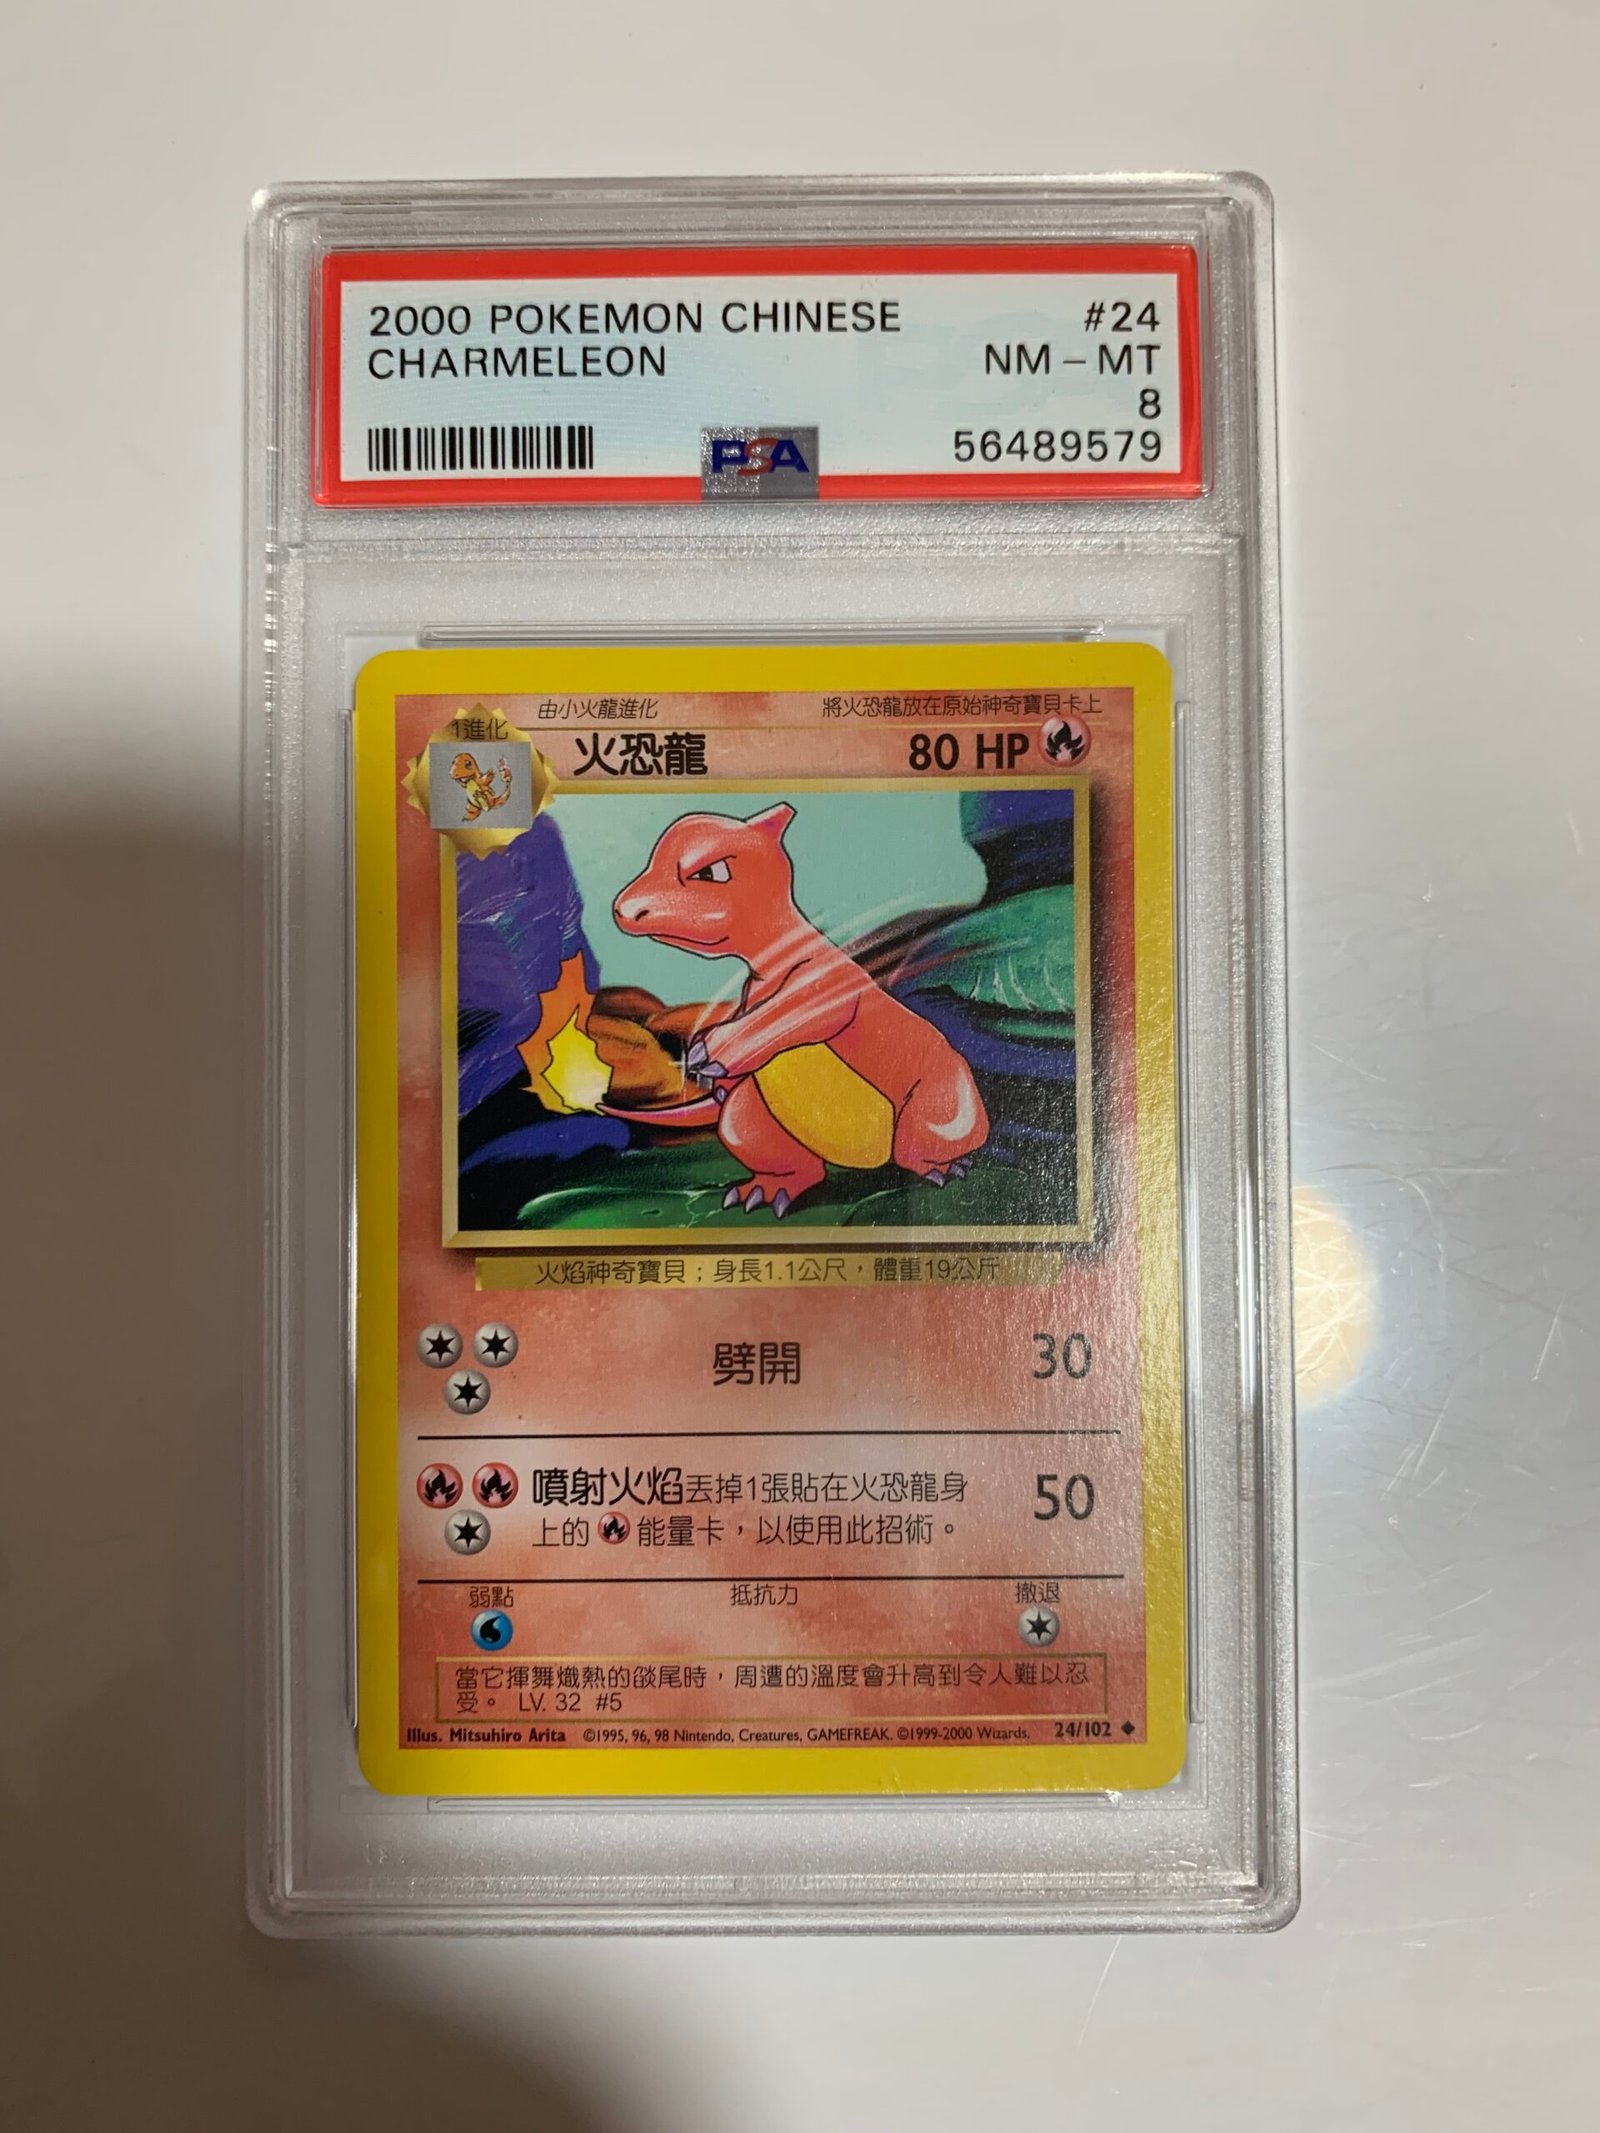 2000 POKEMON CHINESE #24
CHARMELEON NM - MT
8
PSA 56489579
由小火龍進化 將火恐龍放在原始神奇寶貝卡上
1進化
火恐龍 80 HP
火焰神奇寶貝；身長1.1公尺，體重19公斤
劈開 30
噴射火焰丟掉1張貼在火恐龍身 50
上的 能量卡，以使用此招術。
弱點 抵抗力 撤退
當它揮舞熾熱的燄尾時，周遭的溫度會升高到令人難以忍
受。 LV. 32 #5
Illus. Mitsuhiro Arita ©1995, 96, 98 Nintendo, Creatures, GAMEFREAK. ©1999-2000 Wizards. 24/102